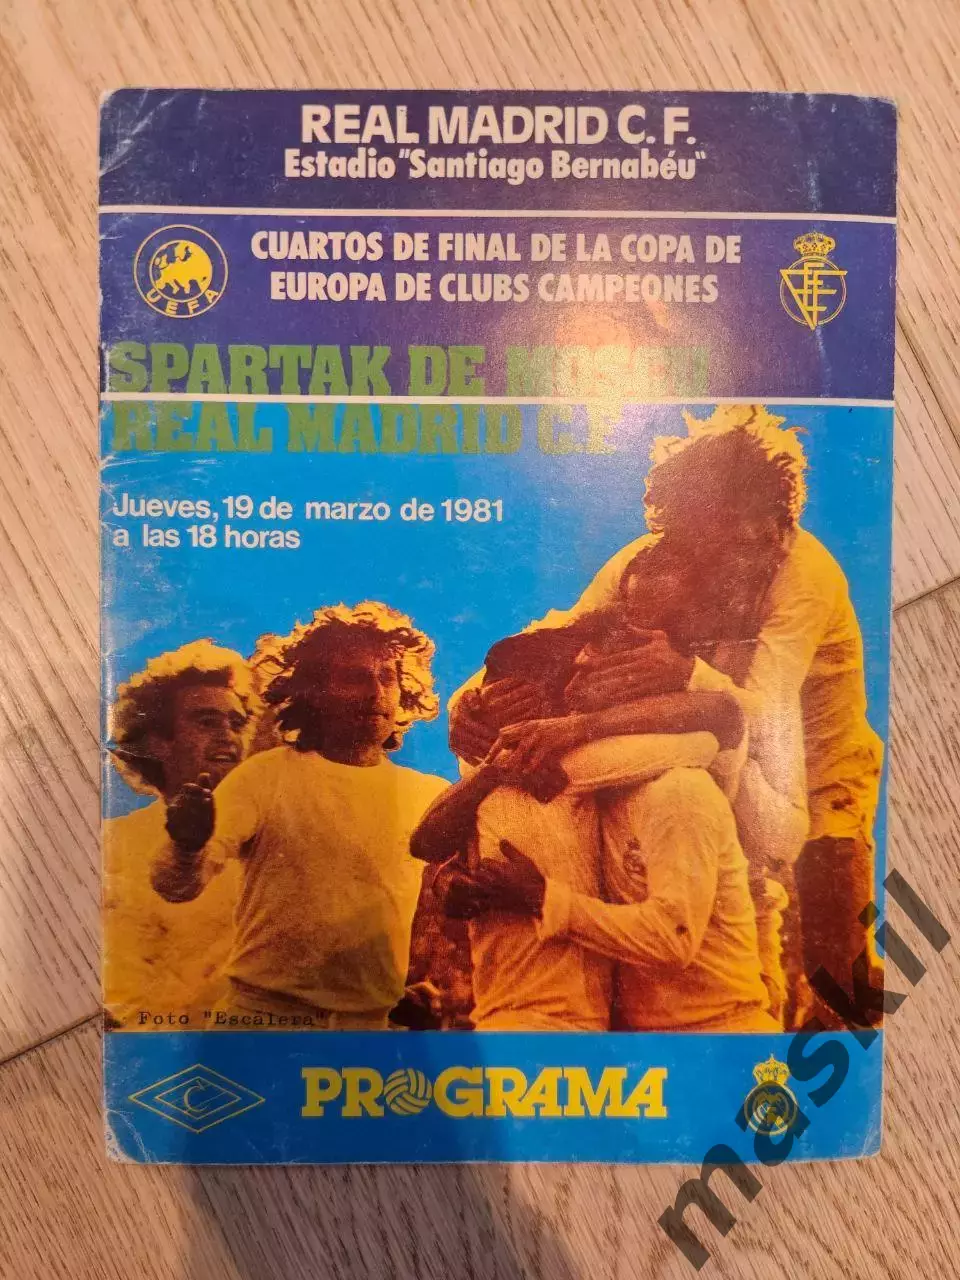 REAL MADRID C. F.
Estadio "Santiago Bernabéu"
CUARTOS DE FINAL DE LA COPA DE
EUROPA DE CLUBS CAMPEONES
UEFA
SPARTAK DE MOSCU
REAL MADRID C.F.
Jueves, 19 de marzo de 1981
a las 18 horas
Foto "Escalera"
C
PROGRAMA
maskil